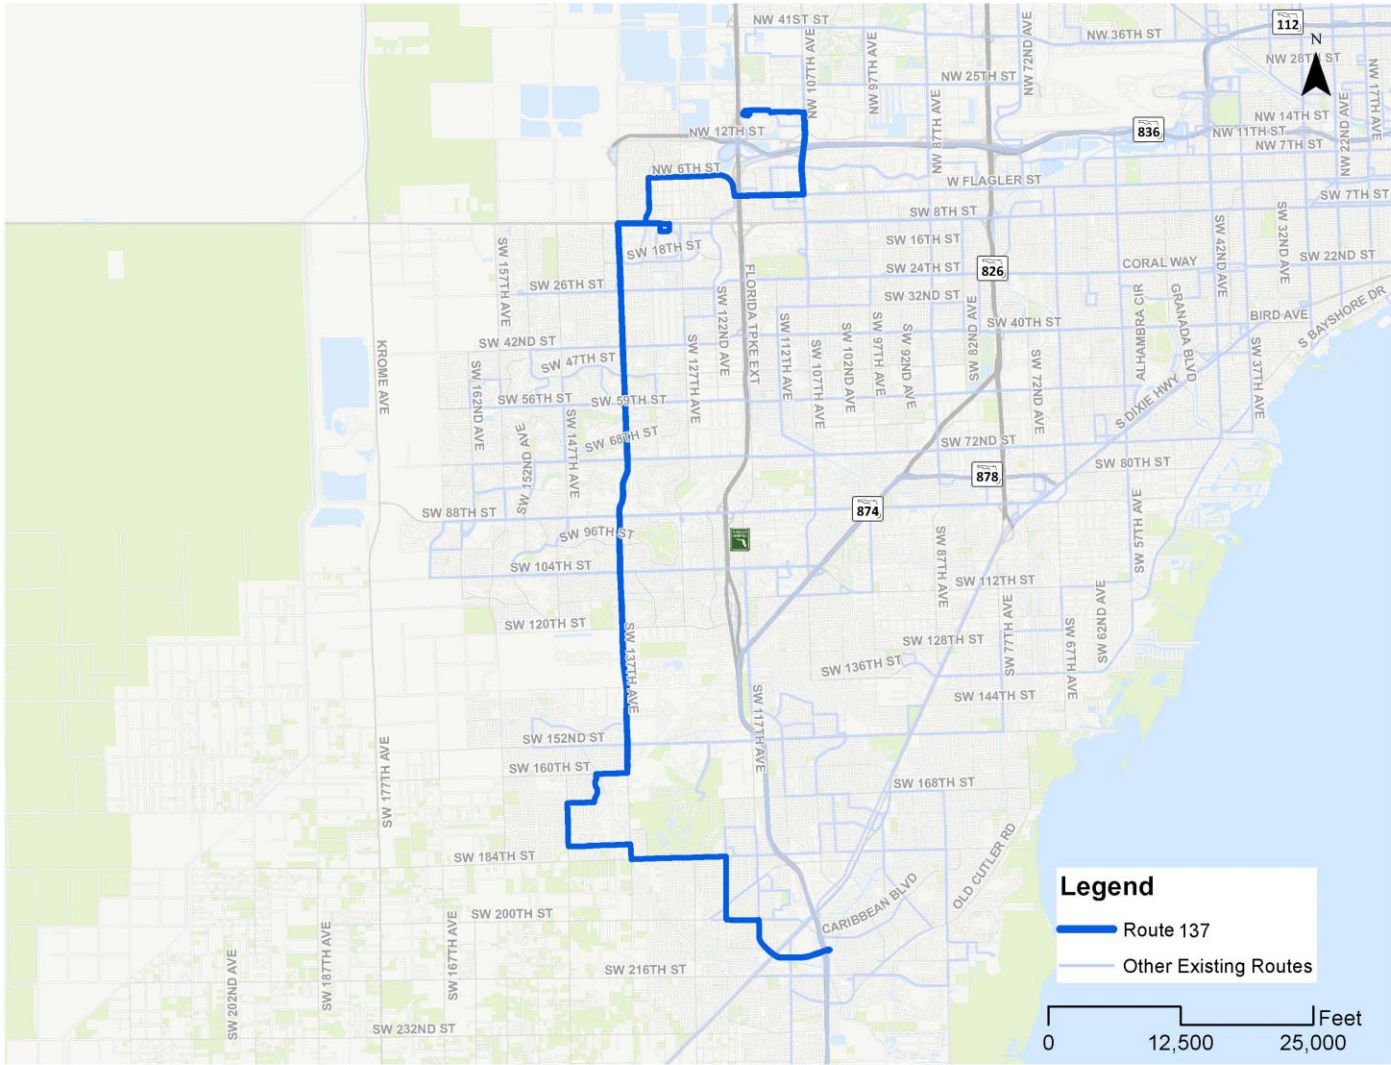 NW 41ST ST
NW 107TH AVE
NW 97TH AVE
NW 72ND AVE
NW 36TH ST
112
N
NW 28TH ST
NW 17TH AVE
NW 25TH ST
NW 87TH AVE
NW 22ND AVE
NW 14TH ST
NW 12TH ST
836
NW 11TH ST
NW 7TH ST
NW 6TH ST
W FLAGLER ST
SW 7TH ST
SW 8TH ST
SW 157TH AVE
SW 18TH ST
SW 16TH ST
SW 42ND AVE
SW 32ND AVE
SW 26TH ST
FLORIDA TPKE EXT
SW 24TH ST
826
CORAL WAY
SW 22ND ST
SW 122ND AVE
SW 32ND ST
SW 82ND AVE
ALHAMBRA CIR
GRANADA BLVD
S BAYSHORE DR
KROME AVE
SW 42ND ST
SW 40TH ST
BIRD AVE
SW 47TH ST
SW 127TH AVE
SW 112TH AVE
SW 107TH AVE
SW 102ND AVE
SW 97TH AVE
SW 92ND AVE
SW 72ND AVE
SW 37TH AVE
SW 162ND AVE
SW 56TH ST
SW 59TH ST
S DIXIE HWY
SW 152ND AVE
SW 147TH AVE
SW 68TH ST
SW 72ND ST
SW 80TH ST
878
SW 88TH ST
874
SW 57TH AVE
SW 96TH ST
SW 87TH AVE
SW 104TH ST
SW 112TH ST
SW 62ND AVE
SW 120TH ST
SW 137TH AVE
SW 77TH AVE
SW 67TH AVE
SW 128TH ST
SW 136TH ST
SW 144TH ST
SW 117TH AVE
SW 177TH AVE
SW 152ND ST
SW 160TH ST
SW 168TH ST
SW 184TH ST
OLD CUTLER RD
CARIBBEAN BLVD
SW 200TH ST
SW 202ND AVE
SW 187TH AVE
SW 167TH AVE
SW 216TH ST
SW 232ND ST
Legend
Route 137
Other Existing Routes
Feet
0 12,500 25,000